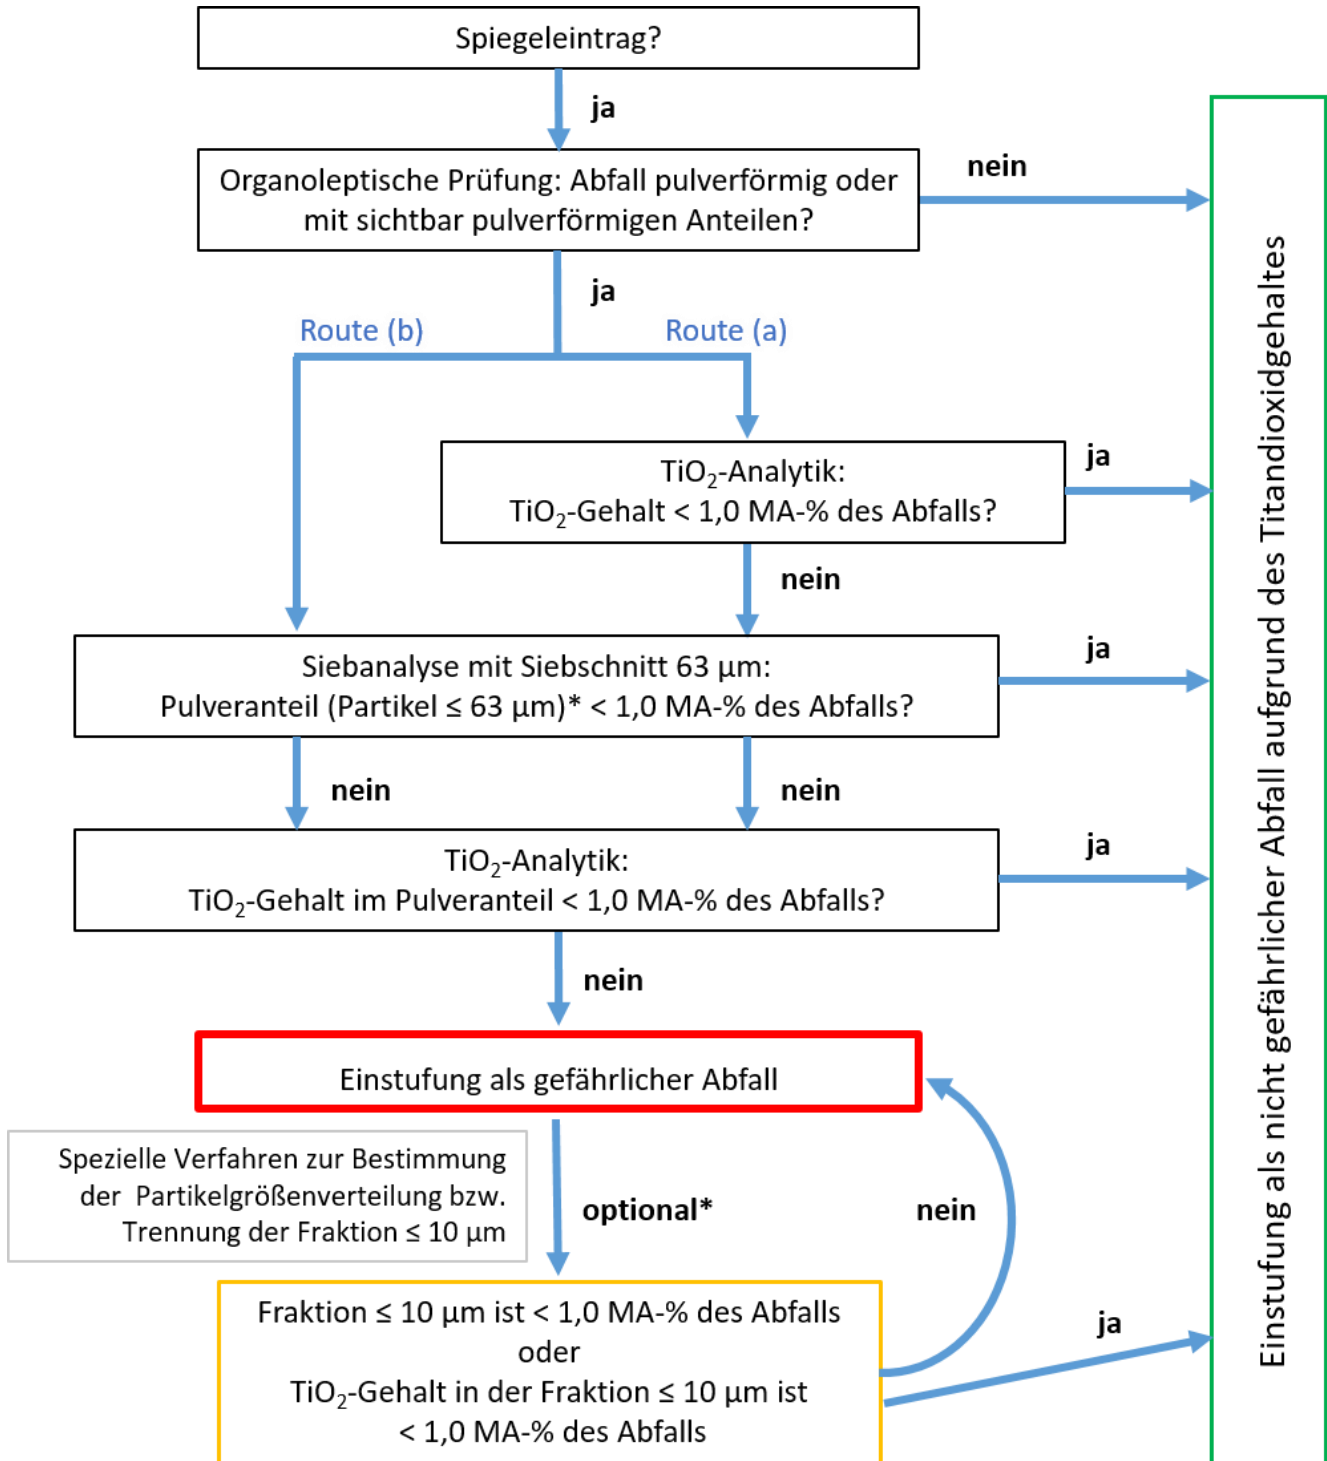 Spiegeleintrag?
ja
Organoleptische Prüfung: Abfall pulverförmig oder
mit sichtbar pulverförmigen Anteilen?
nein
ja
Route (b)
Route (a)
TiO₂-Analytik:
TiO₂-Gehalt < 1,0 MA-% des Abfalls?
ja
nein
Siebanalyse mit Siebschnitt 63 µm:
Pulveranteil (Partikel ≤ 63 µm)* < 1,0 MA-% des Abfalls?
ja
nein
nein
TiO₂-Analytik:
TiO₂-Gehalt im Pulveranteil < 1,0 MA-% des Abfalls?
ja
nein
Einstufung als gefährlicher Abfall
Spezielle Verfahren zur Bestimmung
der Partikelgrößenverteilung bzw.
Trennung der Fraktion ≤ 10 µm
optional*
nein
Fraktion ≤ 10 µm ist < 1,0 MA-% des Abfalls
oder
TiO₂-Gehalt in der Fraktion ≤ 10 µm ist
< 1,0 MA-% des Abfalls
ja
Einstufung als nicht gefährlicher Abfall aufgrund des Titandioxidgehaltes